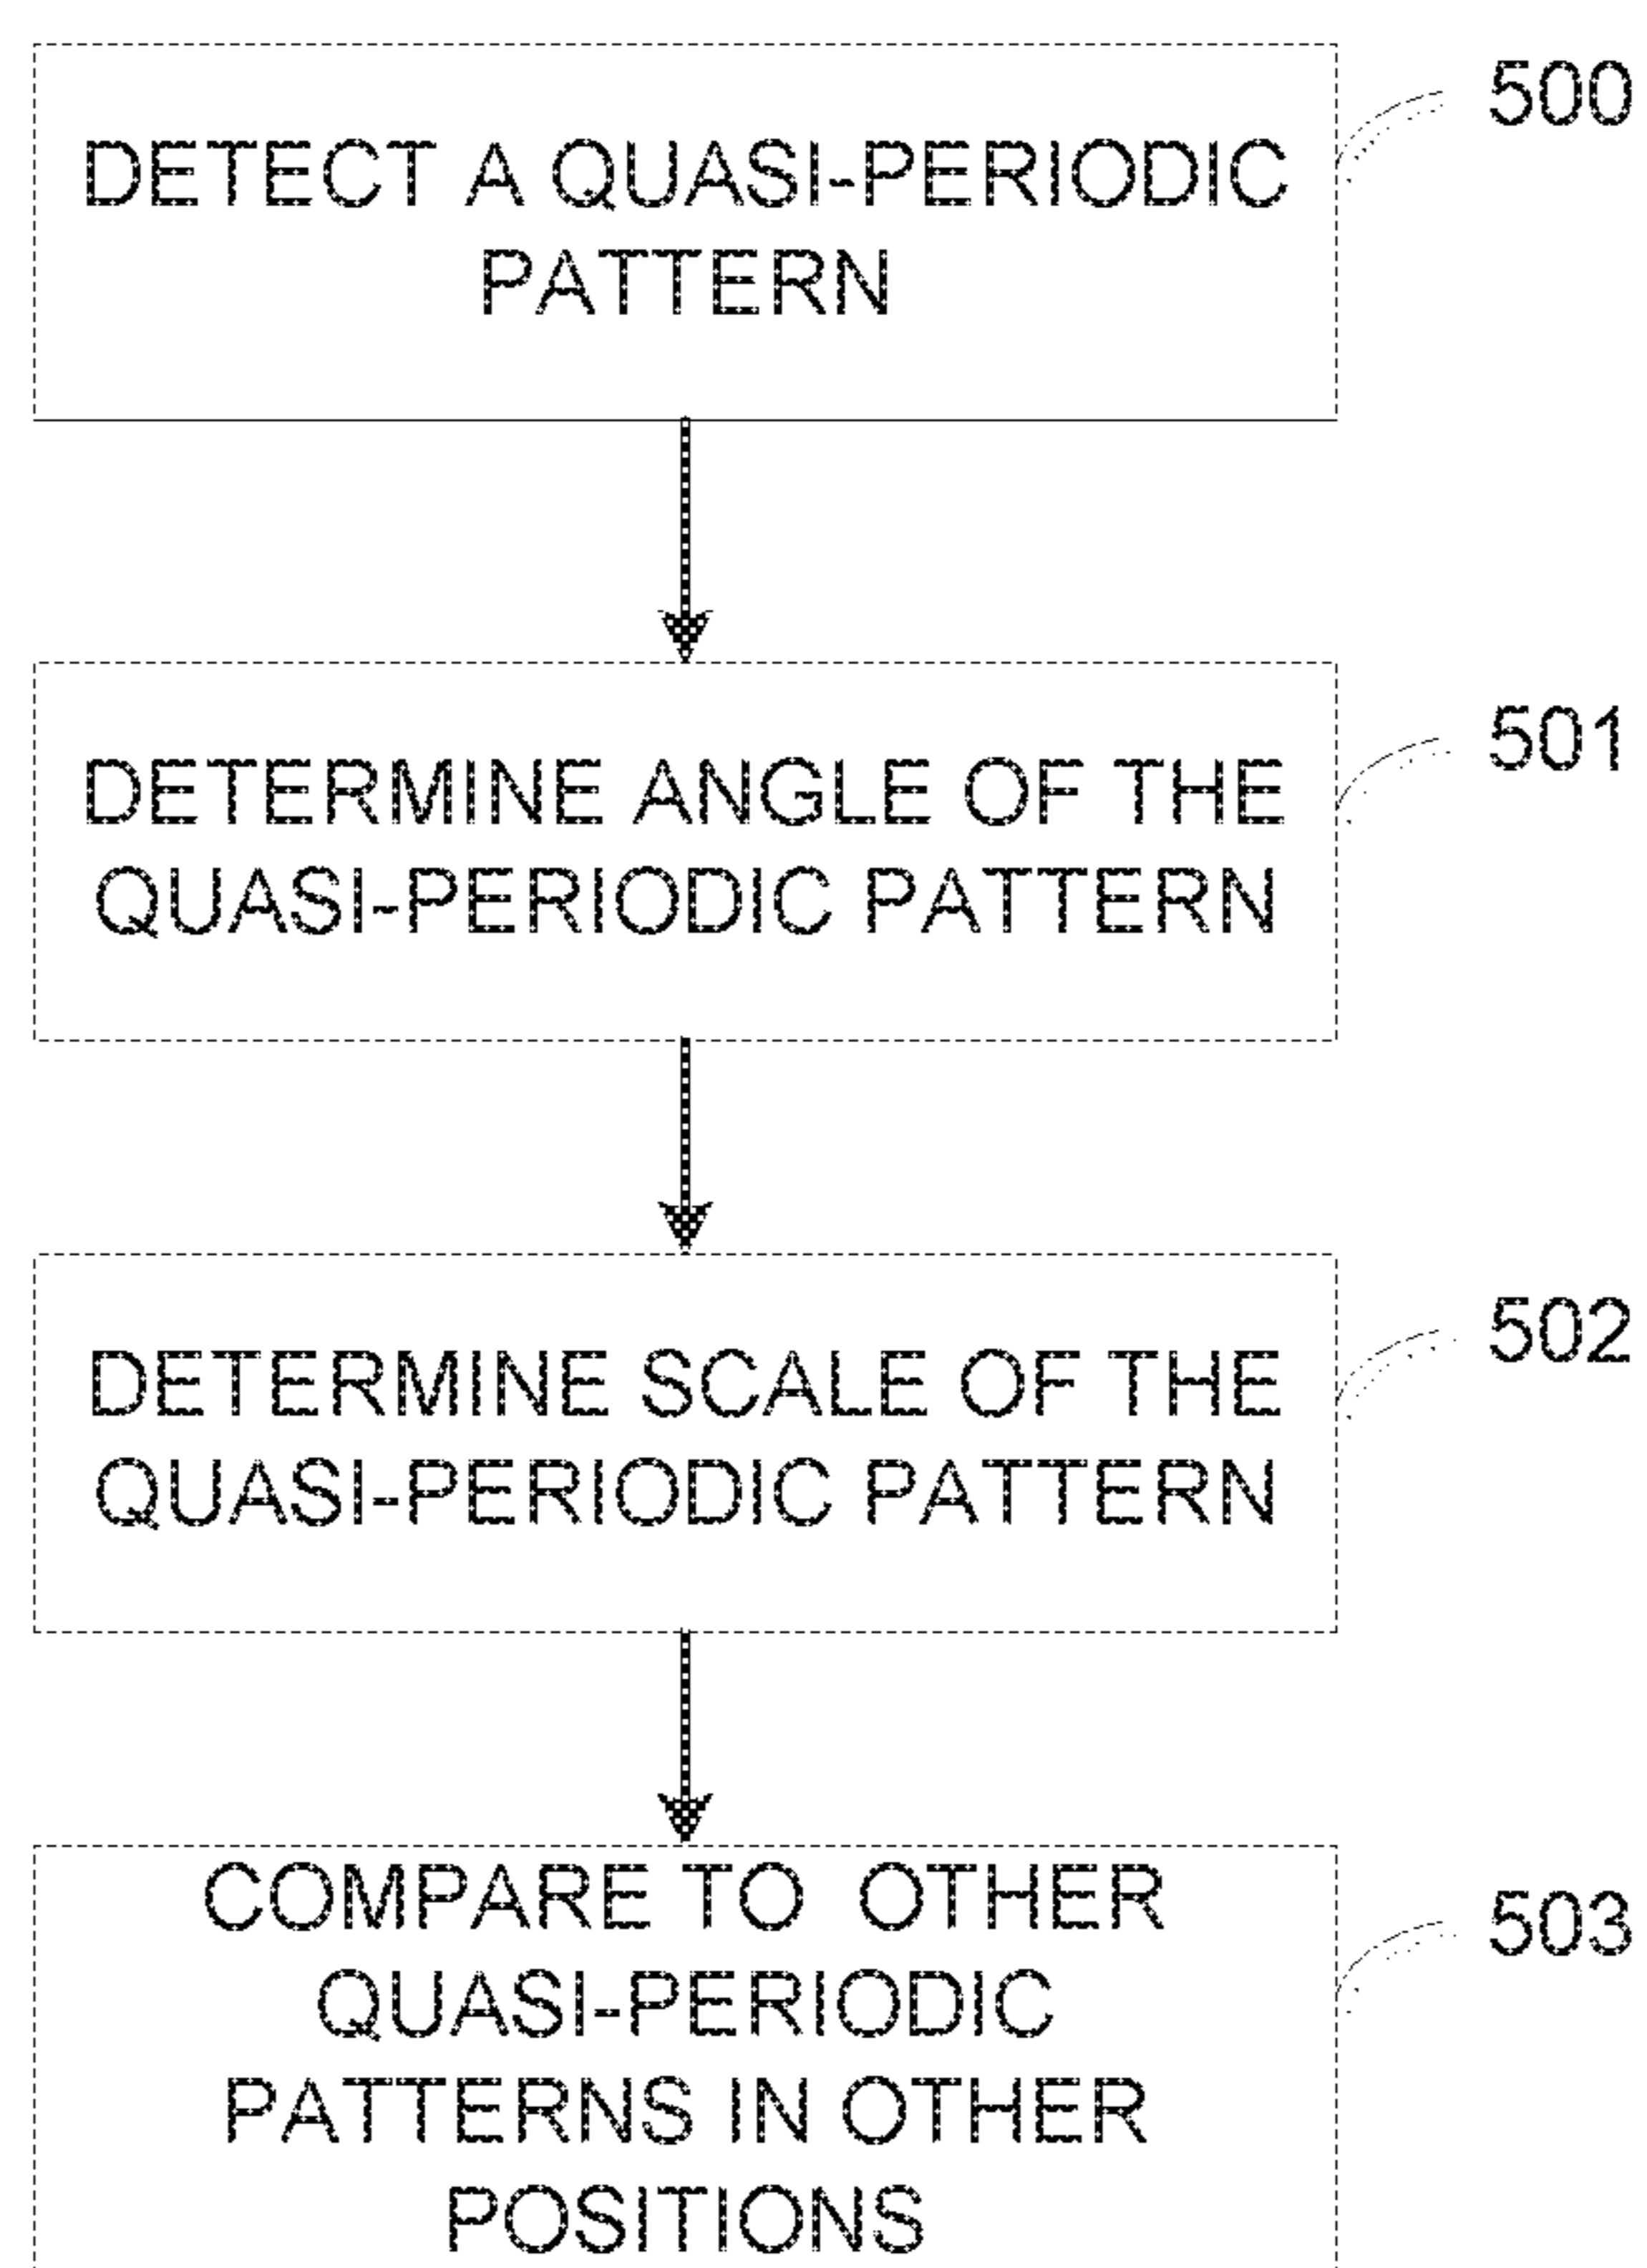 500
DETECT A QUASI-PERIODIC
PATTERN
501
DETERMINE ANGLE OF THE
QUASI-PERIODIC PATTERN
502
DETERMINE SCALE OF THE
QUASI-PERIODIC PATTERN
503
COMPARE TO OTHER
QUASI-PERIODIC
PATTERNS IN OTHER
POSITIONS